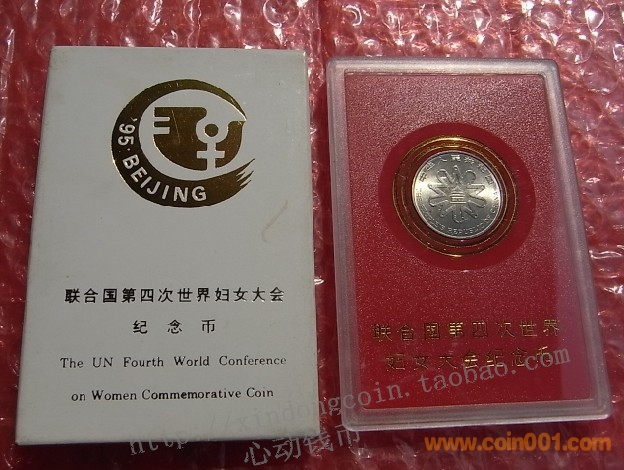 '95·BEIJING
联合国第四次世界妇女大会
纪念币
The UN Fourth World Conference
on Women Commemorative Coin
联合国第四次世界
妇女大会纪念币
http://xindongcoin.taobao.com
心动钱币
www.coin001.com